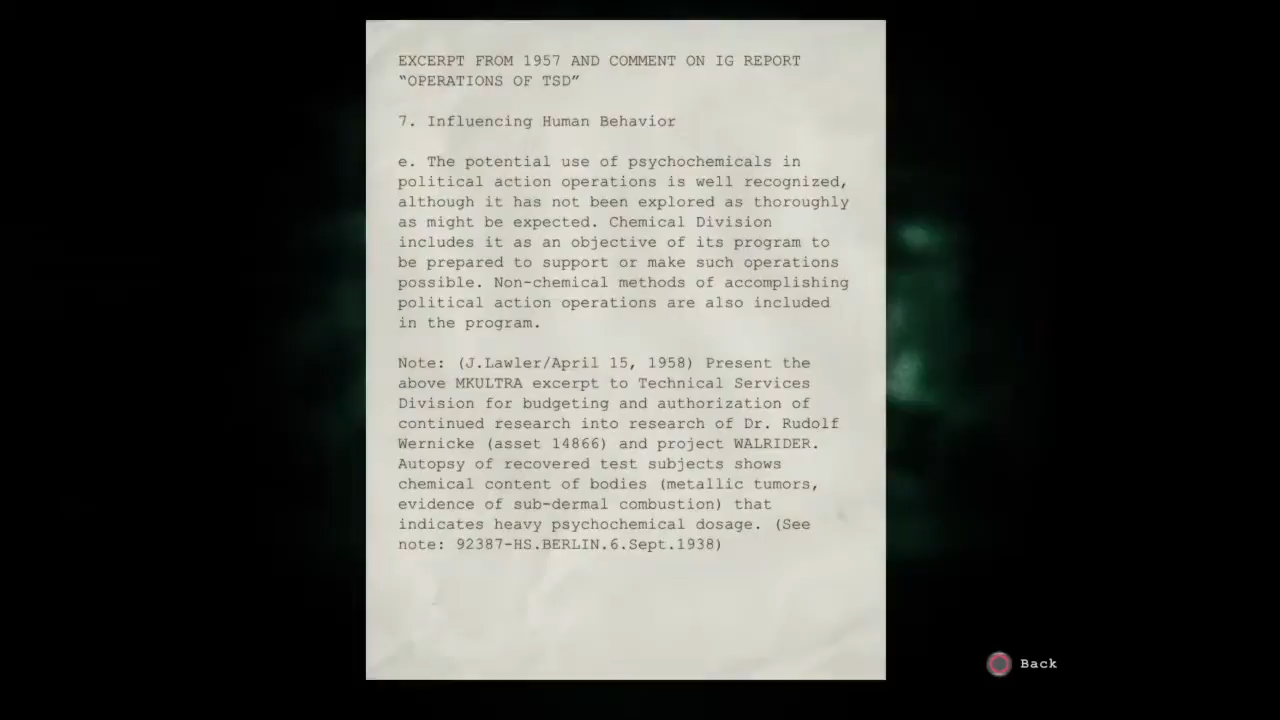 EXCERPT FROM 1957 AND COMMENT ON IG REPORT
“OPERATIONS OF TSD”
7. Influencing Human Behavior
e. The potential use of psychochemicals in
political action operations is well recognized,
although it has not been explored as thoroughly
as might be expected. Chemical Division
includes it as an objective of its program to
be prepared to support or make such operations
possible. Non-chemical methods of accomplishing
political action operations are also included
in the program.
Note: (J.Lawler/April 15, 1958) Present the
above MKULTRA excerpt to Technical Services
Division for budgeting and authorization of
continued research into research of Dr. Rudolf
Wernicke (asset 14866) and project WALRIDER.
Autopsy of recovered test subjects shows
chemical content of bodies (metallic tumors,
evidence of sub-dermal combustion) that
indicates heavy psychochemical dosage. (See
note: 92387-HS.BERLIN.6.Sept.1938)
Back